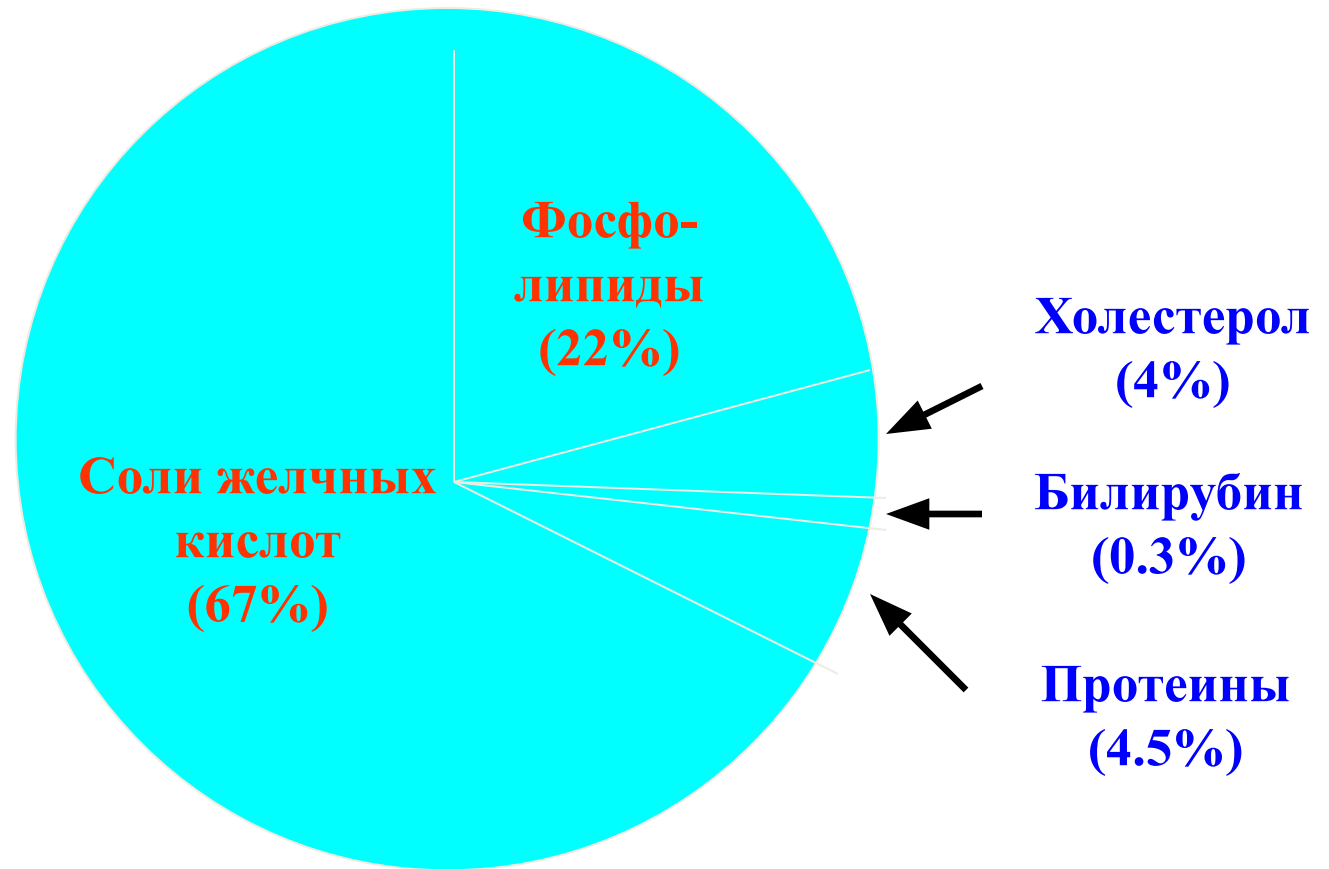 Фосфо-
липиды
(22%)
Соли желчных
кислот
(67%)
Холестерол
(4%)
Билирубин
(0.3%)
Протеины
(4.5%)